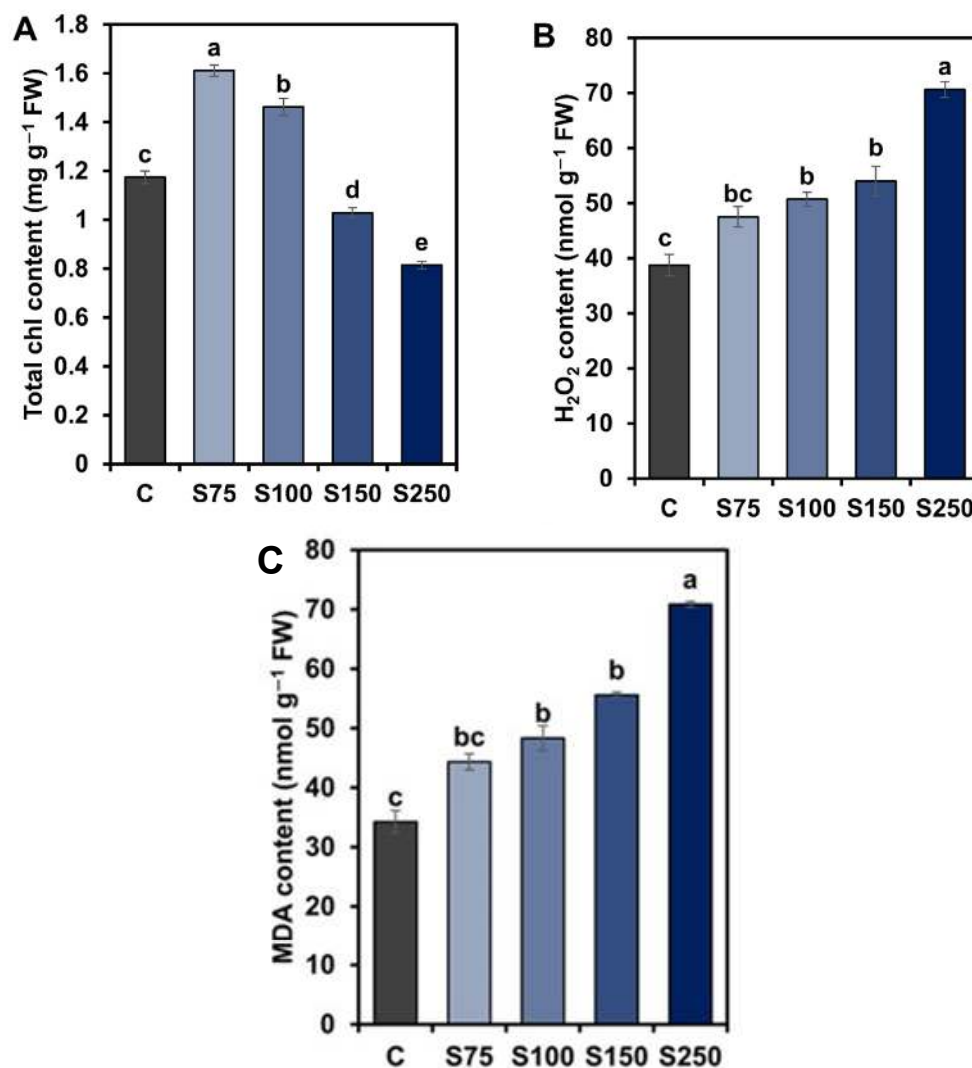 A
Total chl content (mg g⁻¹ FW)
1.8
1.6
1.4
1.2
1
0.8
0.6
0.4
0.2
0
c
a
b
d
e
C S75 S100 S150 S250
B
H₂O₂ content (nmol g⁻¹ FW)
80
70
60
50
40
30
20
10
0
c
bc
b
b
a
C S75 S100 S150 S250
C
MDA content (nmol g⁻¹ FW)
80
70
60
50
40
30
20
10
0
c
bc
b
b
a
C S75 S100 S150 S250